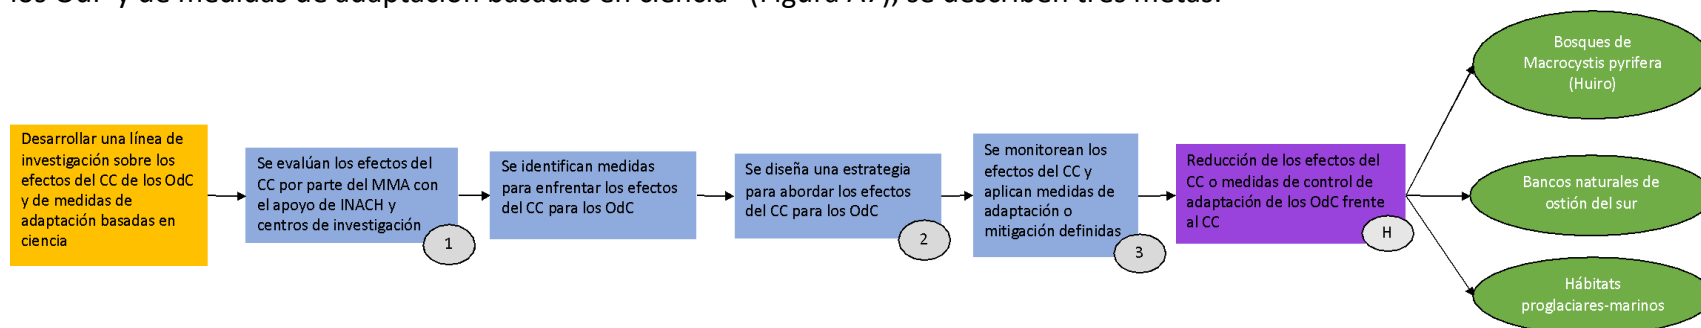 los OdP y de medidas de adaptación basadas en ciencia" (Figura A7), se describen tres metas.
Desarrollar una línea de
investigación sobre los
efectos del CC de los OdC
y de medidas de
adaptación basadas en
ciencia
Se evalúan los efectos del
CC por parte del MMA con
el apoyo de INACH y
centros de investigación
1
Se identifican medidas
para enfrentar los efectos
del CC para los OdC
Se diseña una estrategia
para abordar los efectos
del CC para los OdC
2
Se monitorean los
efectos del CC y
aplican medidas de
adaptación o
mitigación definidas
3
Reducción de los efectos del
CC o medidas de control de
adaptación de los OdC frente
al CC
H
Bosques de
Macrocystis pyrifera
(Huiro)
Bancos naturales de
ostión del sur
Hábitats
proglaciares-marinos